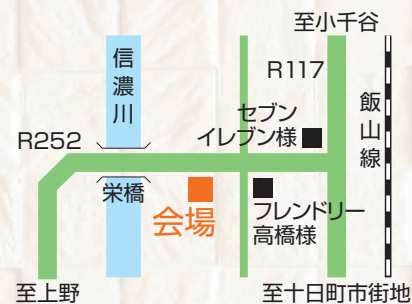 至小千谷
R117
信濃川
飯山線
セブン
イレブン様
R252
栄橋
会場
フレンドリー
高橋様
至上野
至十日町市街地